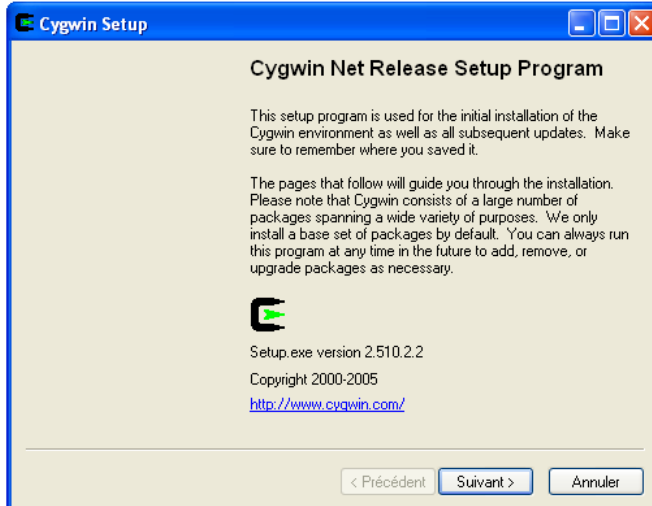 Cygwin Setup
Cygwin Net Release Setup Program
This setup program is used for the initial installation of the
Cygwin environment as well as all subsequent updates.  Make
sure to remember where you saved it.
The pages that follow will guide you through the installation.
Please note that Cygwin consists of a large number of
packages spanning a wide variety of purposes.  We only
install a base set of packages by default.  You can always run
this program at any time in the future to add, remove, or
upgrade packages as necessary.
Setup.exe version 2.510.2.2
Copyright 2000-2005
http://www.cygwin.com/
< Précédent
Suivant >
Annuler